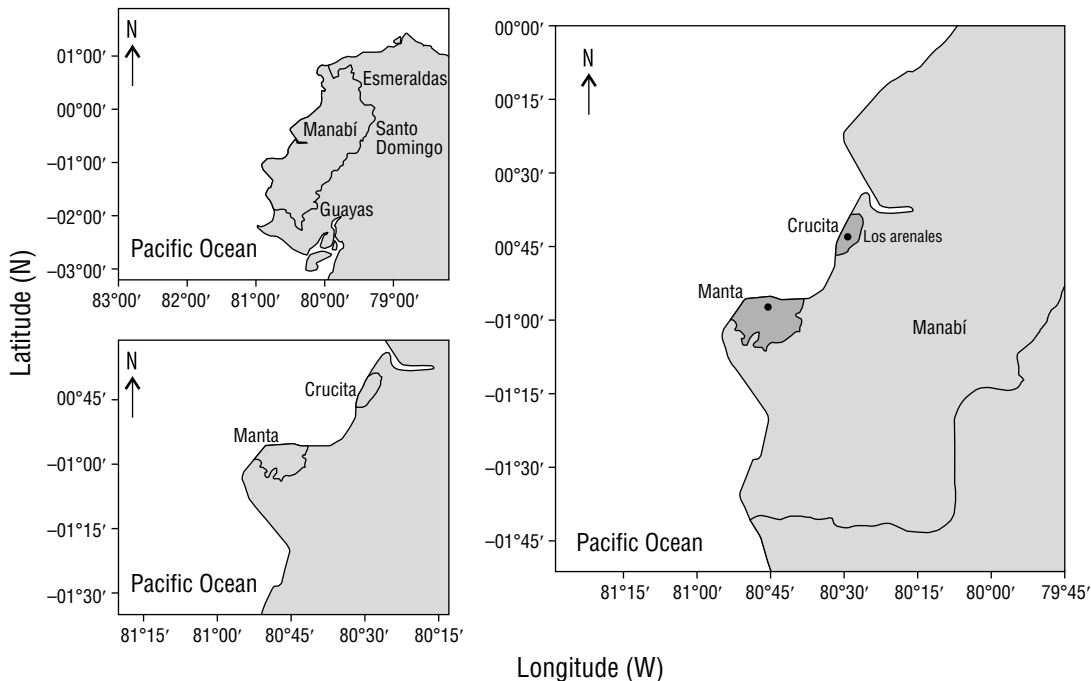 Latitude (N)
N
01°00′
00°00′
–01°00′
–02°00′
–03°00′
Esmeraldas
Manabí
Santo
Domingo
Guayas
Pacific Ocean
83°00′ 82°00′ 81°00′ 80°00′ 79°00′
N
00°45′
–01°00′
–01°15′
–01°30′
Crucita
Manta
Pacific Ocean
81°15′ 81°00′ 80°45′ 80°30′ 80°15′
N
00°00′
00°15′
00°30′
00°45′
–01°00′
–01°15′
–01°30′
–01°45′
Crucita
Los arenales
Manta
Manabí
Pacific Ocean
81°15′ 81°00′ 80°45′ 80°30′ 80°15′ 80°00′ 79°45′
Longitude (W)